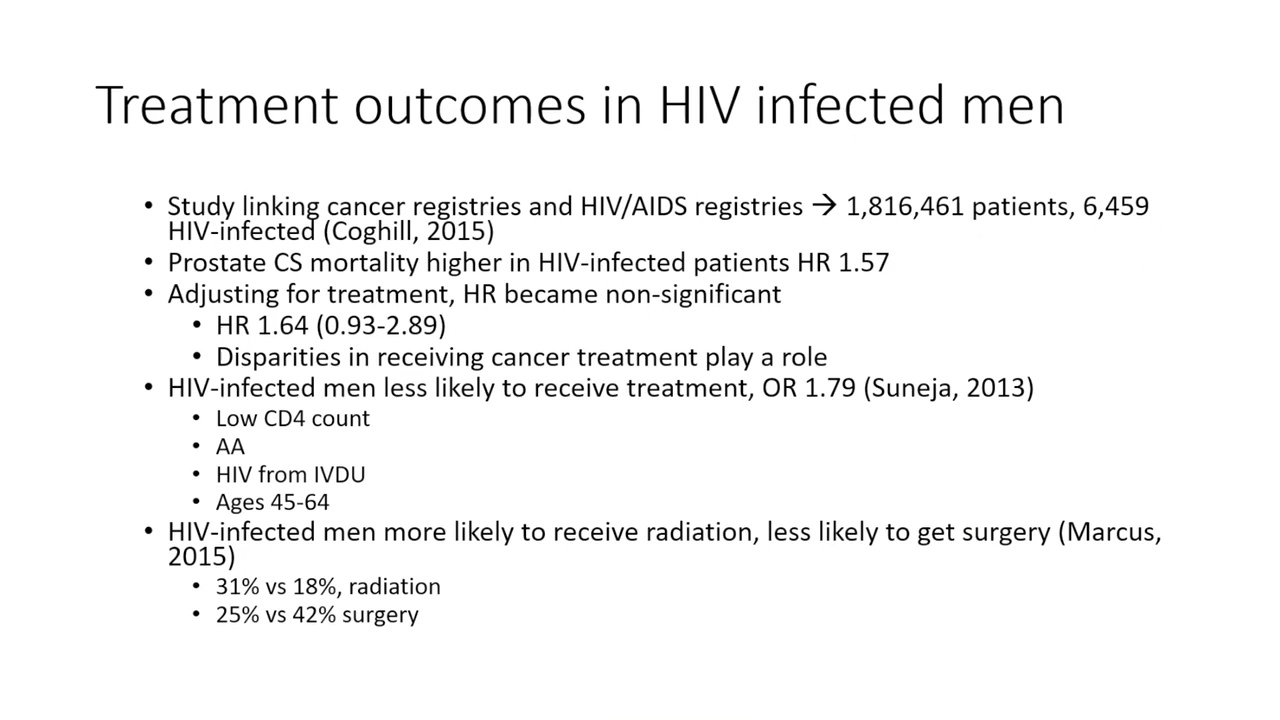 Treatment outcomes in HIV infected men
• Study linking cancer registries and HIV/AIDS registries → 1,816,461 patients, 6,459
HIV-infected (Coghill, 2015)
• Prostate CS mortality higher in HIV-infected patients HR 1.57
• Adjusting for treatment, HR became non-significant
• HR 1.64 (0.93-2.89)
• Disparities in receiving cancer treatment play a role
• HIV-infected men less likely to receive treatment, OR 1.79 (Suneja, 2013)
• Low CD4 count
• AA
• HIV from IVDU
• Ages 45-64
• HIV-infected men more likely to receive radiation, less likely to get surgery (Marcus,
2015)
• 31% vs 18%, radiation
• 25% vs 42% surgery